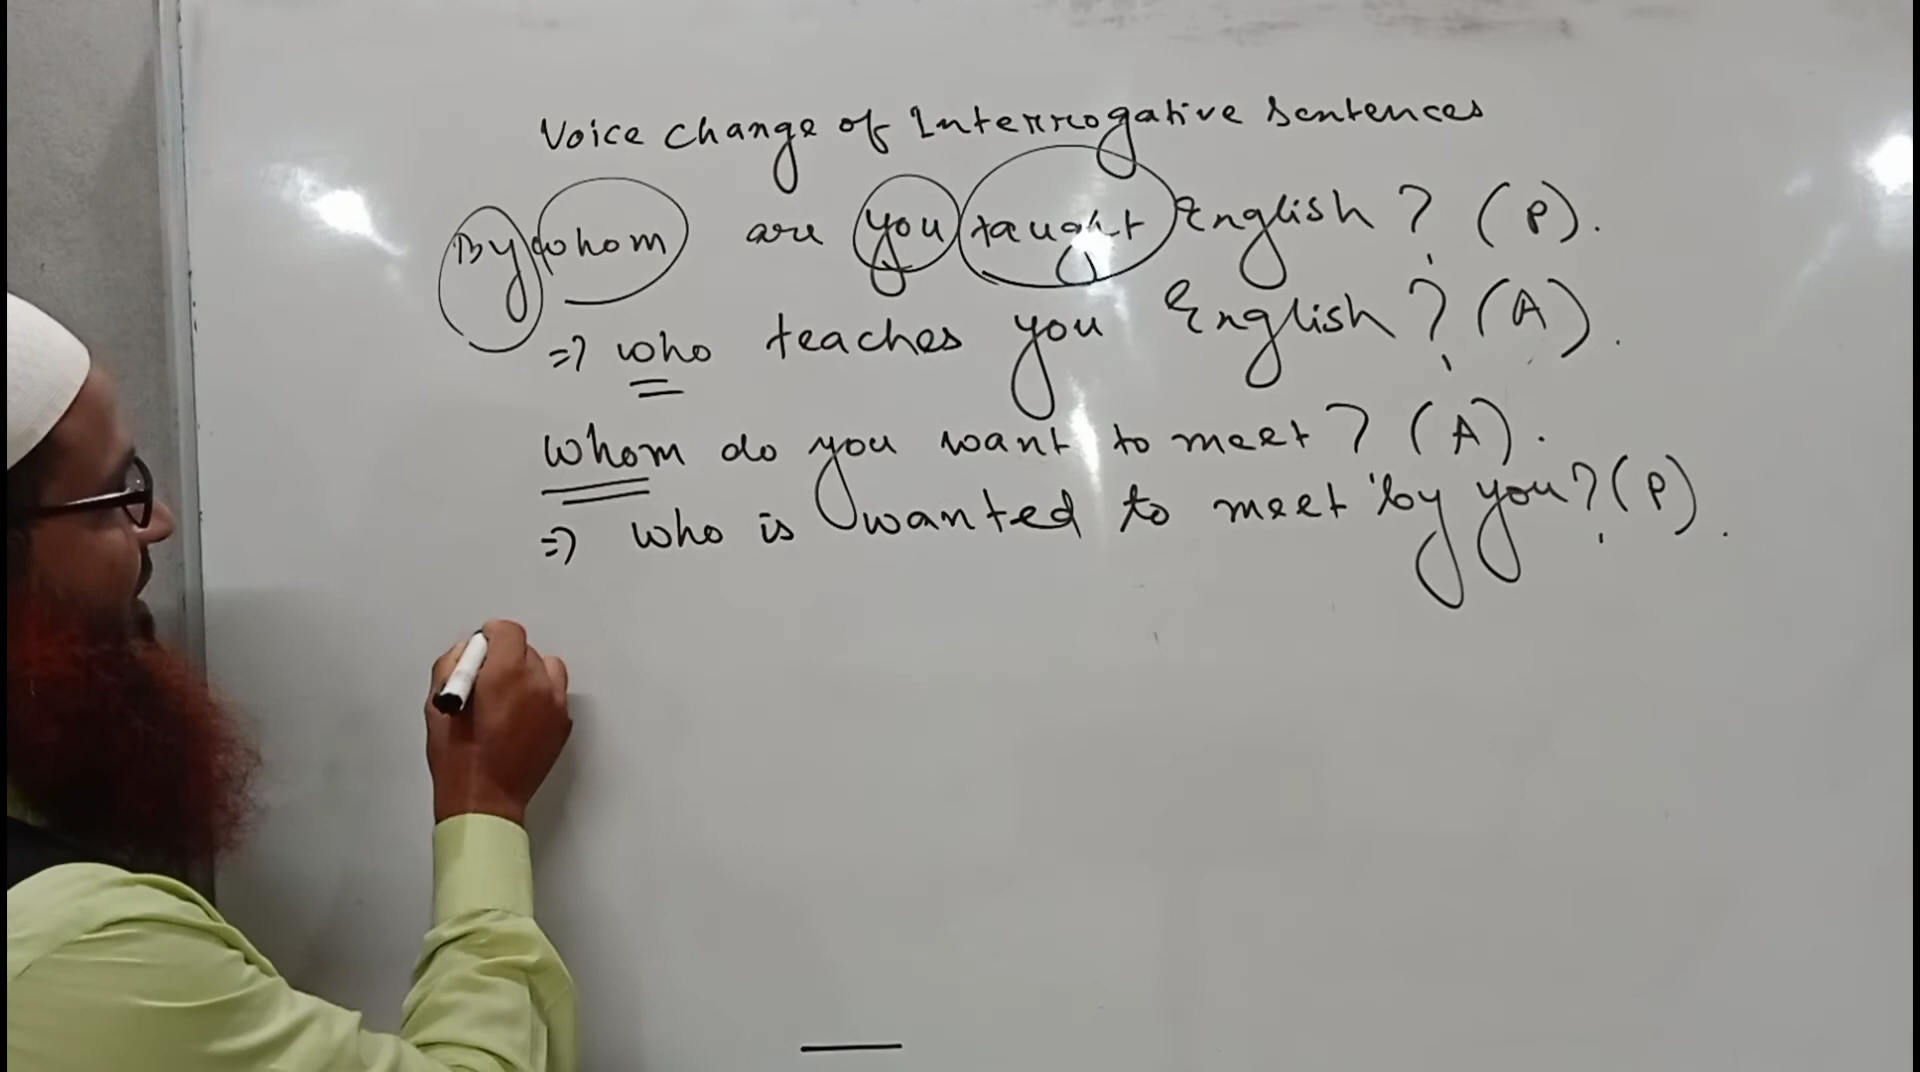 Voice change of Interrogative sentences
By whom are you taught English? (P).
⇒ who teaches you English? (A).
Whom do you want to meet? (A).
⇒ who is wanted to meet by you? (P).